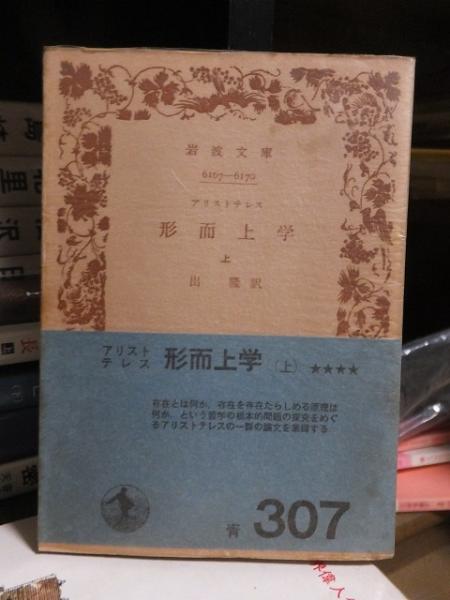 岩波文庫
6167—6170
アリストテレス
形而上学
上
出隆訳
アリスト
テレス
形而上学（上）★★★★
存在とは何か，存在を存在たらしめる原理は
何か，という哲学の根本的問題の探究をめぐ
るアリストテレスの一群の論文を集録する
青 307
偉人